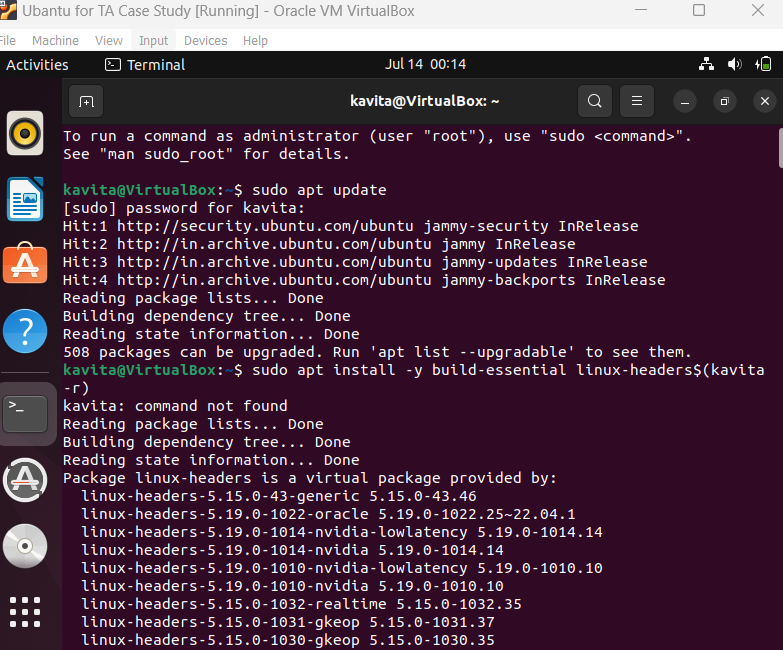 Ubantu for TA Case Study [Running] - Oracle VM VirtualBox
File Machine View Input Devices Help
Activities Terminal Jul 14 00:14
kavita@VirtualBox: ~
To run a command as administrator (user "root"), use "sudo <command>".
See "man sudo_root" for details.
kavita@VirtualBox:~$ sudo apt update
[sudo] password for kavita:
Hit:1 http://security.ubuntu.com/ubuntu jammy-security InRelease
Hit:2 http://in.archive.ubuntu.com/ubuntu jammy InRelease
Hit:3 http://in.archive.ubuntu.com/ubuntu jammy-updates InRelease
Hit:4 http://in.archive.ubuntu.com/ubuntu jammy-backports InRelease
Reading package lists... Done
Building dependency tree... Done
Reading state information... Done
508 packages can be upgraded. Run 'apt list --upgradable' to see them.
kavita@VirtualBox:~$ sudo apt install -y build-essential linux-headers$(kavita
-r)
kavita: command not found
Reading package lists... Done
Building dependency tree... Done
Reading state information... Done
Package linux-headers is a virtual package provided by:
linux-headers-5.15.0-43-generic 5.15.0-43.46
linux-headers-5.19.0-1022-oracle 5.19.0-1022.25~22.04.1
linux-headers-5.19.0-1014-nvidia-lowlatency 5.19.0-1014.14
linux-headers-5.19.0-1014-nvidia 5.19.0-1014.14
linux-headers-5.19.0-1010-nvidia-lowlatency 5.19.0-1010.10
linux-headers-5.19.0-1010-nvidia 5.19.0-1010.10
linux-headers-5.15.0-1032-realtime 5.15.0-1032.35
linux-headers-5.15.0-1031-gkeop 5.15.0-1031.37
linux-headers-5.15.0-1030-gkeop 5.15.0-1030.35